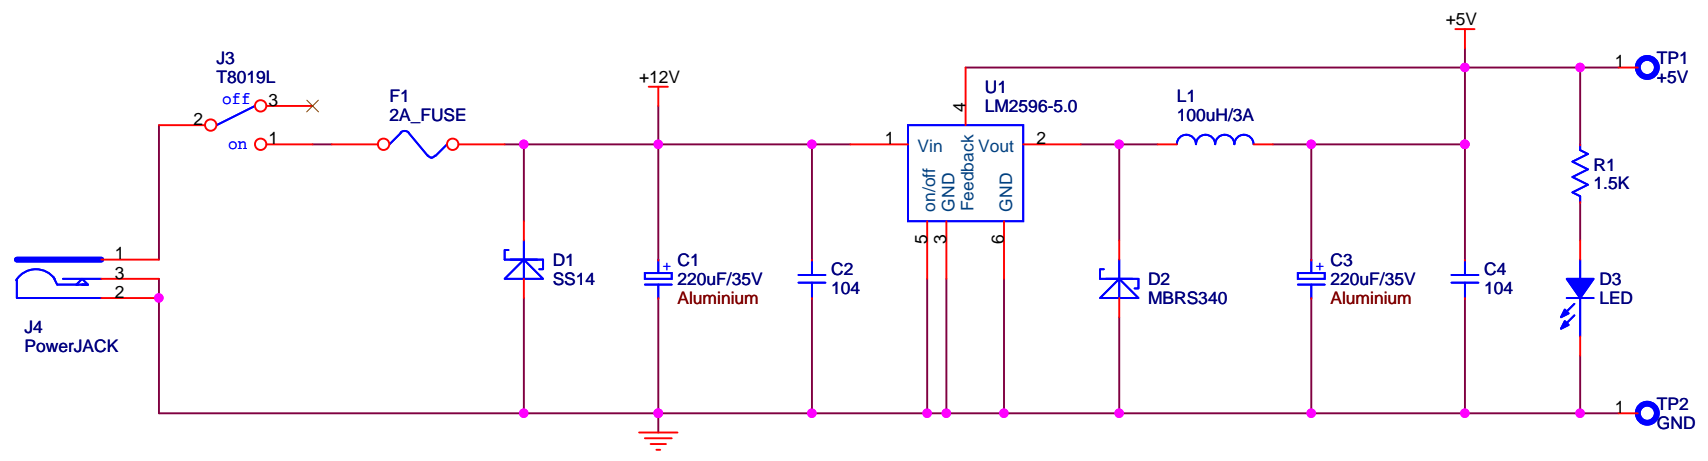 J3
T8019L
off
3
2
on
1
F1
2A_FUSE
+12V
1
3
2
J4
PowerJACK
D1
SS14
+
C1
220uF/35V
Aluminium
C2
104
U1
LM2596-5.0
4
1
Vin
Feedback
Vout
2
on/off
GND
GND
5
3
6
L1
100uH/3A
D2
MBRS340
+
C3
220uF/35V
Aluminium
+5V
C4
104
R1
1.5K
D3
LED
1
TP1
+5V
1
TP2
GND